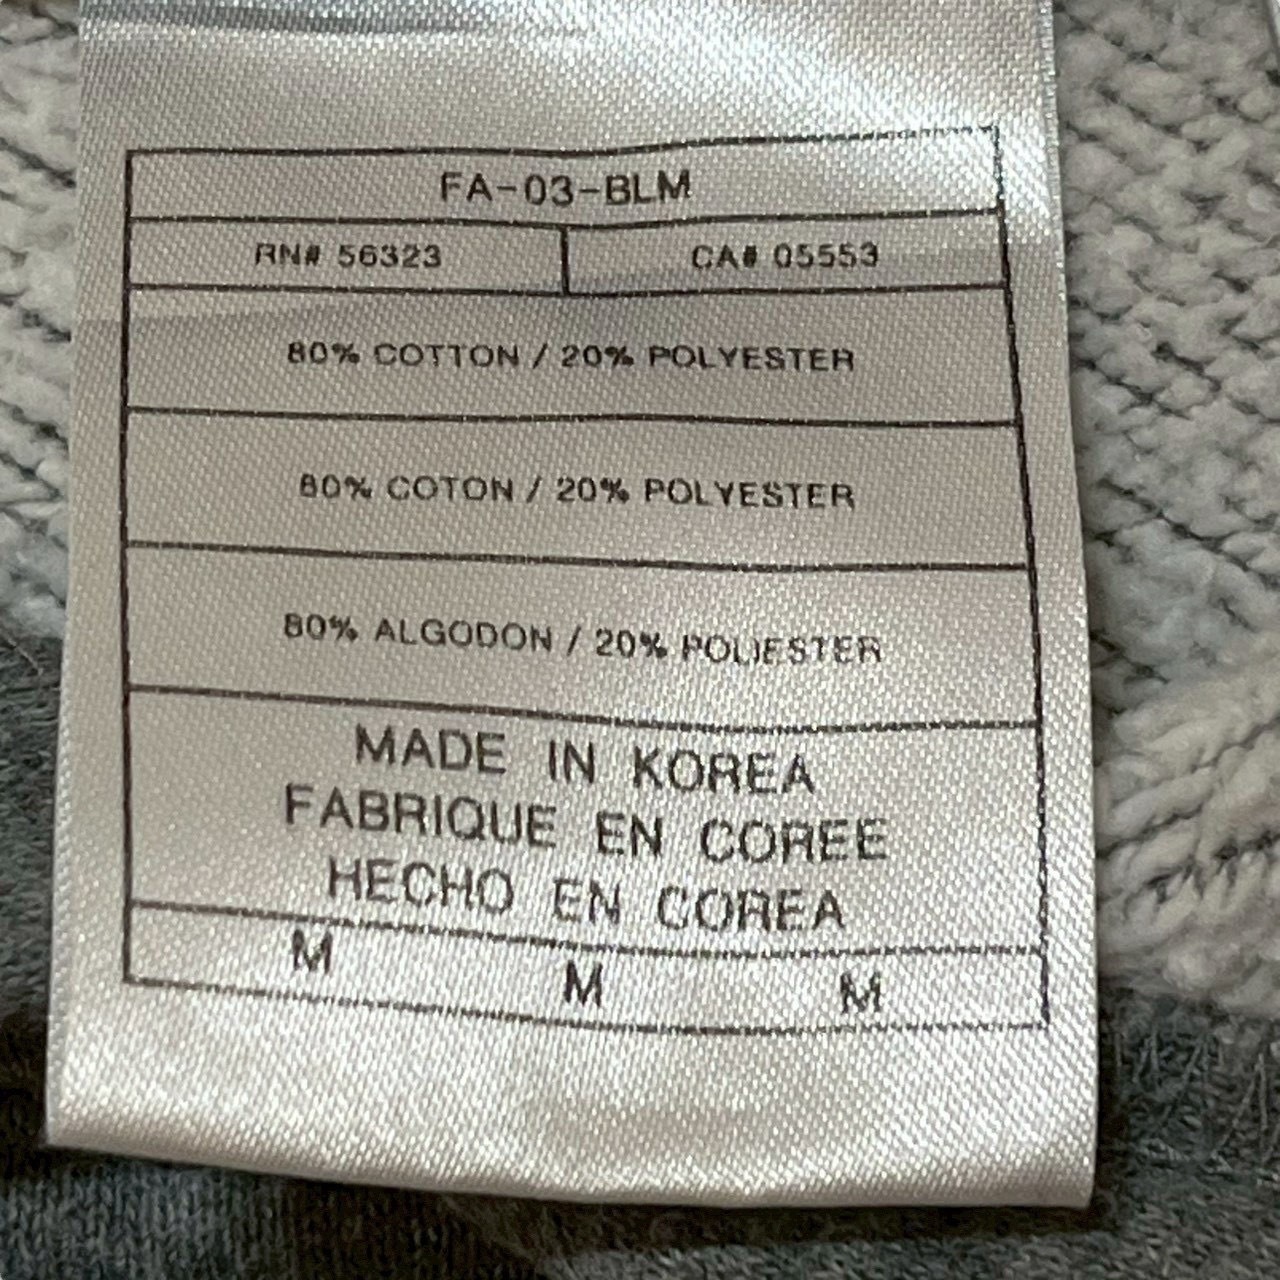 FA-03-BLM
RN# 56323 CA# 05553
80% COTTON / 20% POLYESTER
80% COTON / 20% POLYESTER
80% ALGODON / 20% POLIESTER
MADE IN KOREA
FABRIQUE EN COREE
HECHO EN COREA
M M M